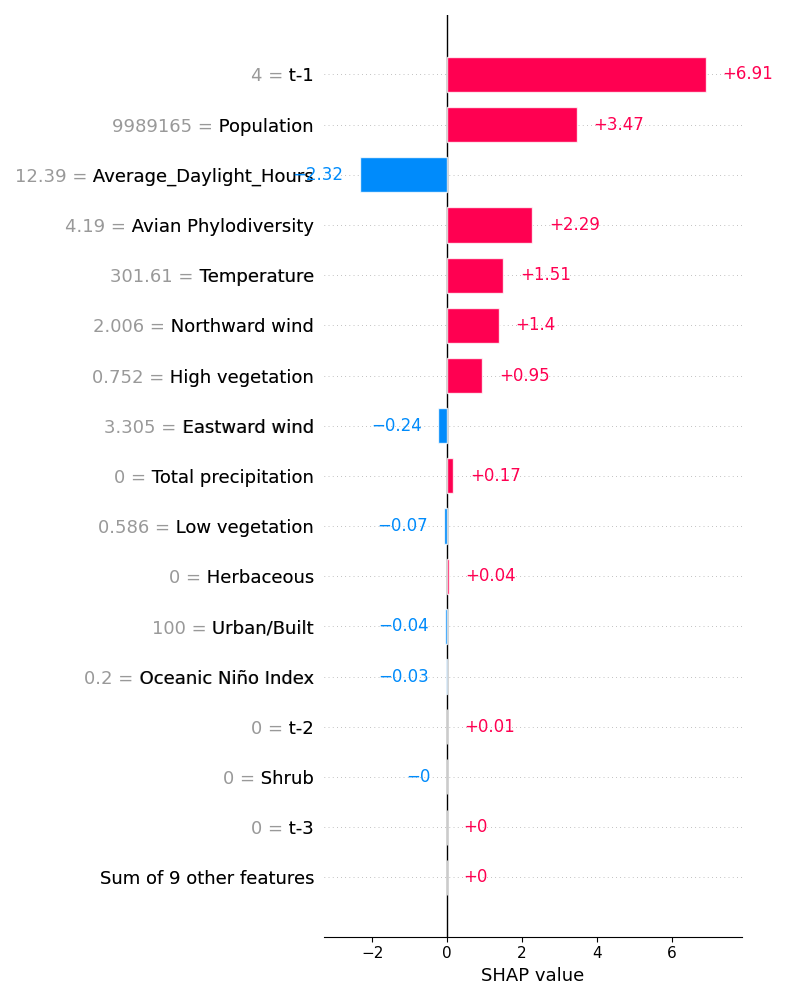 4 = t-1 +6.91
9989165 = Population +3.47
12.39 = Average_Daylight_Hours −2.32
4.19 = Avian Phylodiversity +2.29
301.61 = Temperature +1.51
2.006 = Northward wind +1.4
0.752 = High vegetation +0.95
3.305 = Eastward wind −0.24
0 = Total precipitation +0.17
0.586 = Low vegetation −0.07
0 = Herbaceous +0.04
100 = Urban/Built −0.04
0.2 = Oceanic Niño Index −0.03
0 = t-2 +0.01
0 = Shrub −0
0 = t-3 +0
Sum of 9 other features +0
−2 0 2 4 6
SHAP value